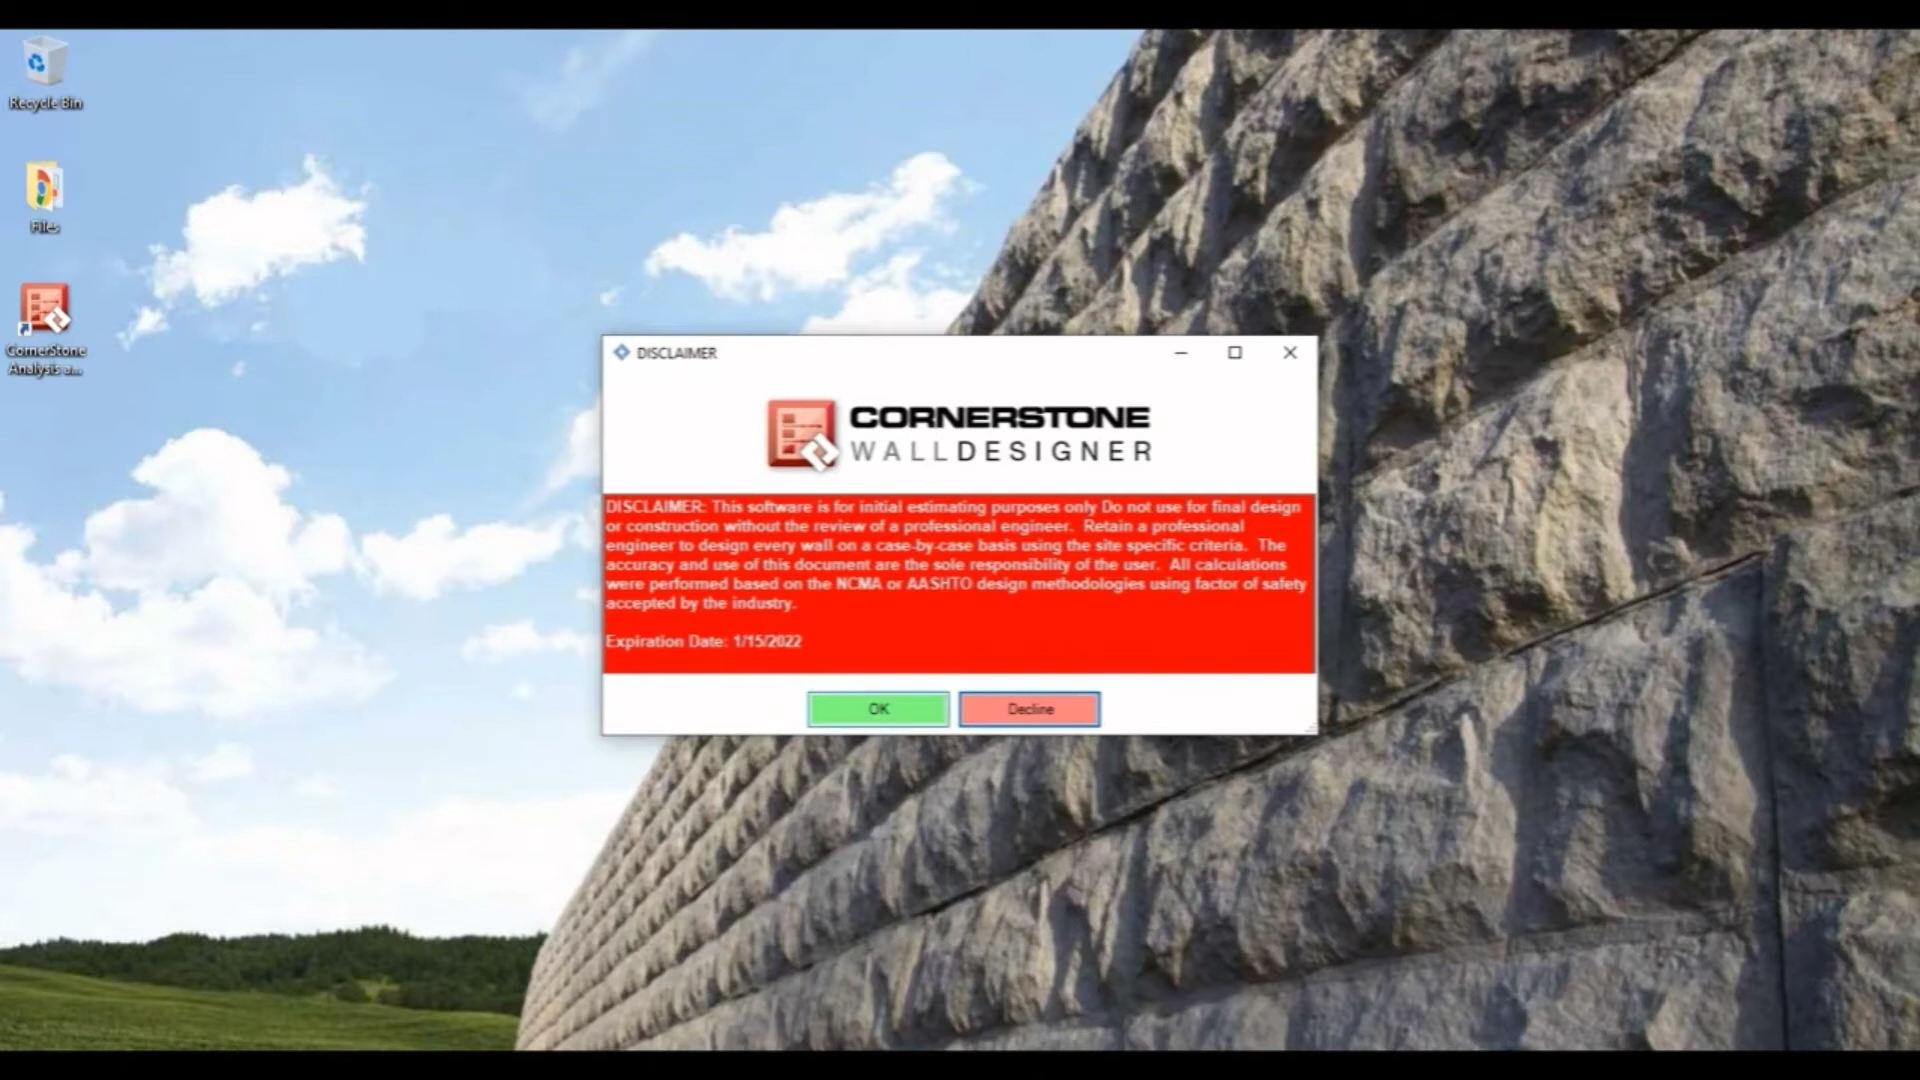 Recycle Bin
Files
CornerStone
Analysis a...
DISCLAIMER
CORNERSTONE
WALLDESIGNER
DISCLAIMER: This software is for initial estimating purposes only Do not use for final design
or construction without the review of a professional engineer. Retain a professional
engineer to design every wall on a case-by-case basis using the site specific criteria. The
accuracy and use of this document are the sole responsibility of the user. All calculations
were performed based on the NCMA or AASHTO design methodologies using factor of safety
accepted by the industry.
Expiration Date: 1/15/2022
OK
Decline